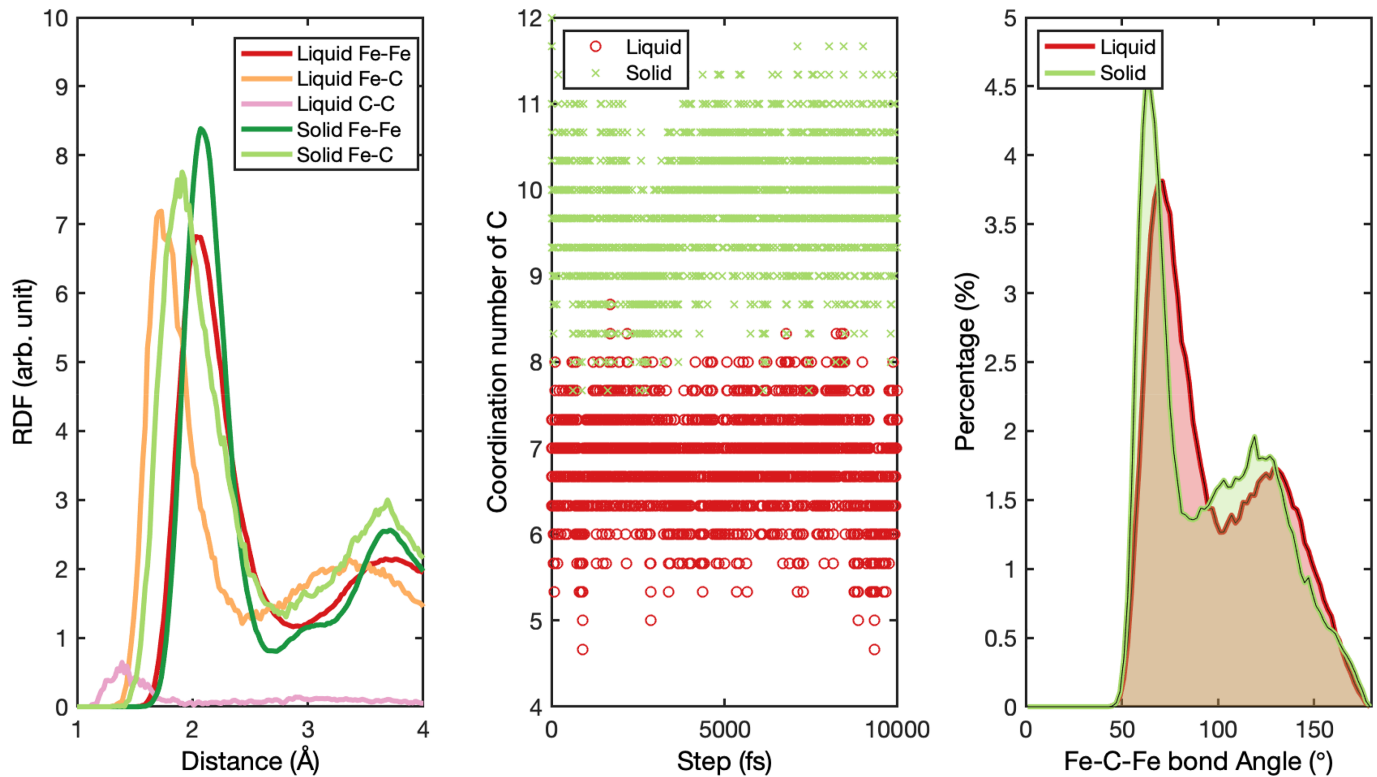 10
9
8
7
6
5
4
3
2
1
0
RDF (arb. unit)
Liquid Fe-Fe
Liquid Fe-C
Liquid C-C
Solid Fe-Fe
Solid Fe-C
1
2
3
4
Distance (Å)
12
11
10
9
8
7
6
5
4
Coordination number of C
Liquid
Solid
0
5000
10000
Step (fs)
5
4.5
4
3.5
3
2.5
2
1.5
1
0.5
0
Percentage (%)
Liquid
Solid
0
50
100
150
Fe-C-Fe bond Angle (°)